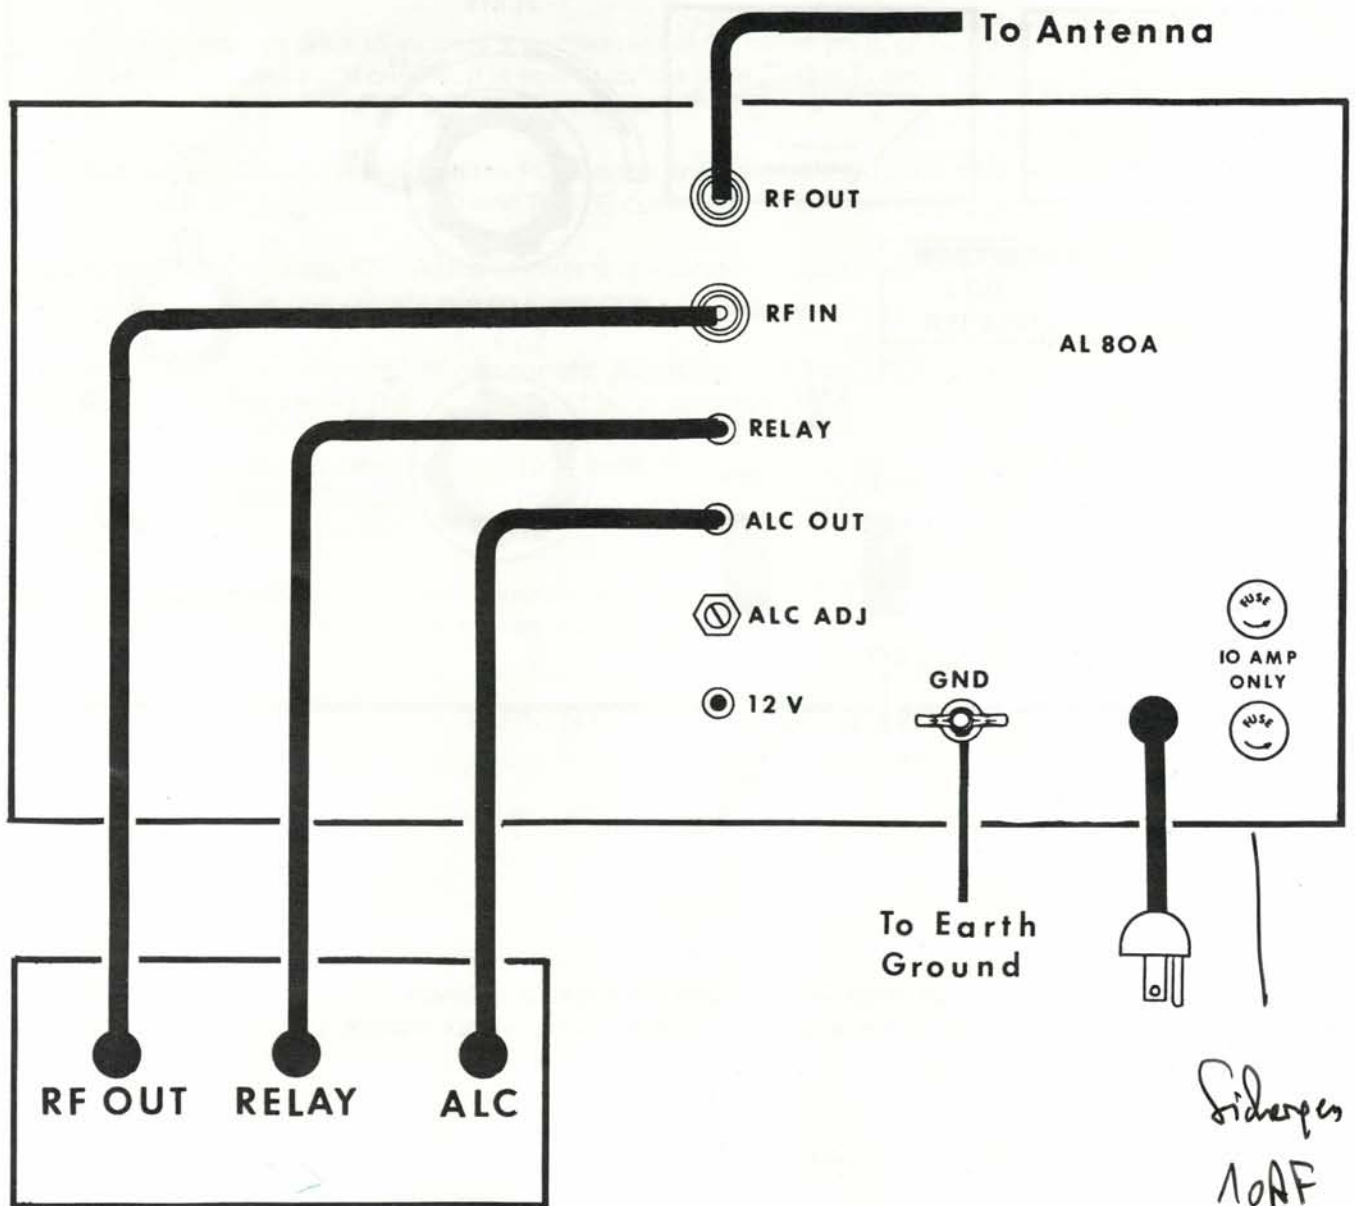 To Antenna
RF OUT
RF IN
AL 80A
RELAY
ALC OUT
ALC ADJ
FUSE
10 AMP
ONLY
FUSE
12 V
GND
To Earth
Ground
RF OUT RELAY ALC
10AF